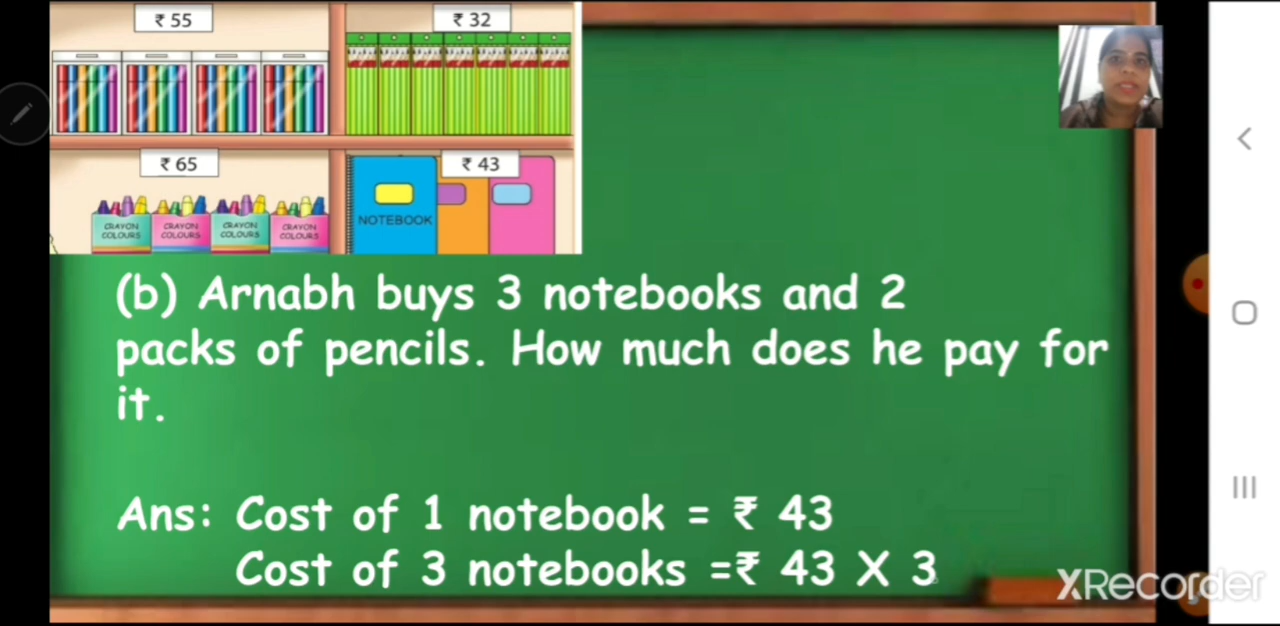 ₹ 55
₹ 32
₹ 65
₹ 43
CRAYON COLOURS
CRAYON COLOURS
CRAYON COLOURS
CRAYON COLOURS
NOTEBOOK
(b) Arnabh buys 3 notebooks and 2
packs of pencils. How much does he pay for
it.
Ans: Cost of 1 notebook = ₹ 43
Cost of 3 notebooks =₹ 43 X 3
XRecorder